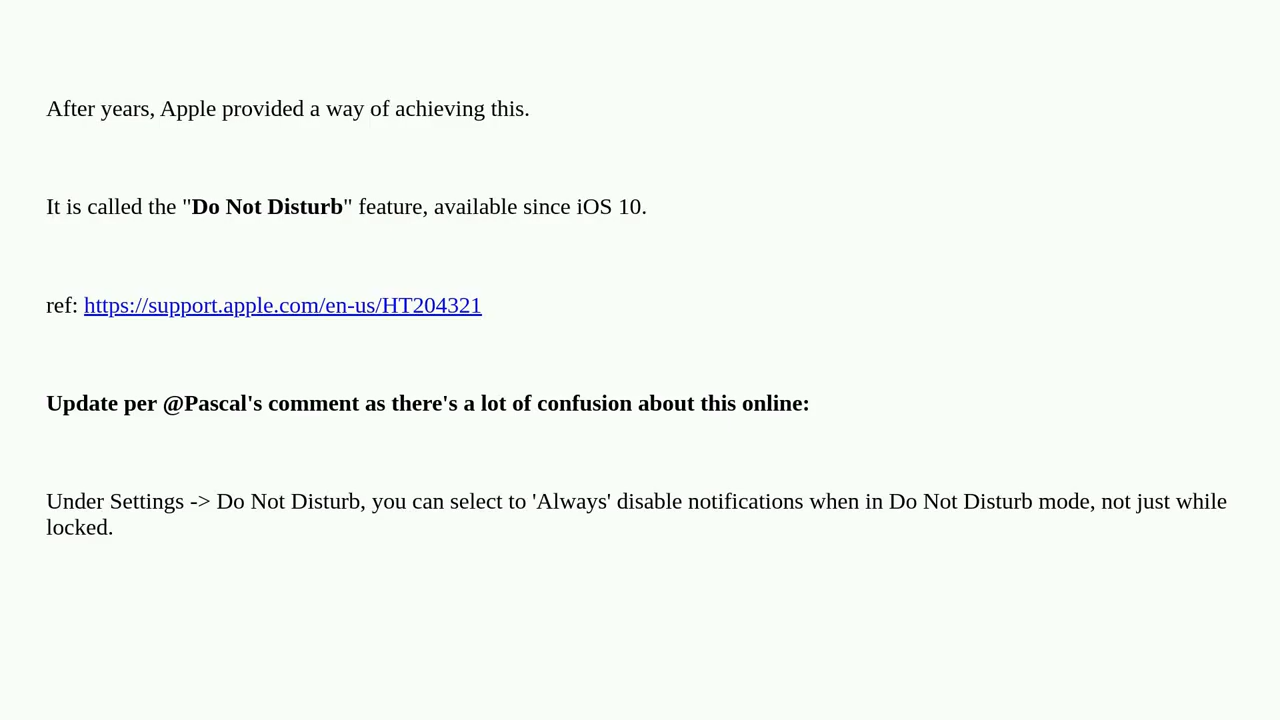 After years, Apple provided a way of achieving this.
It is called the "Do Not Disturb" feature, available since iOS 10.
ref: https://support.apple.com/en-us/HT204321
Update per @Pascal's comment as there's a lot of confusion about this online:
Under Settings -> Do Not Disturb, you can select to 'Always' disable notifications when in Do Not Disturb mode, not just while
locked.